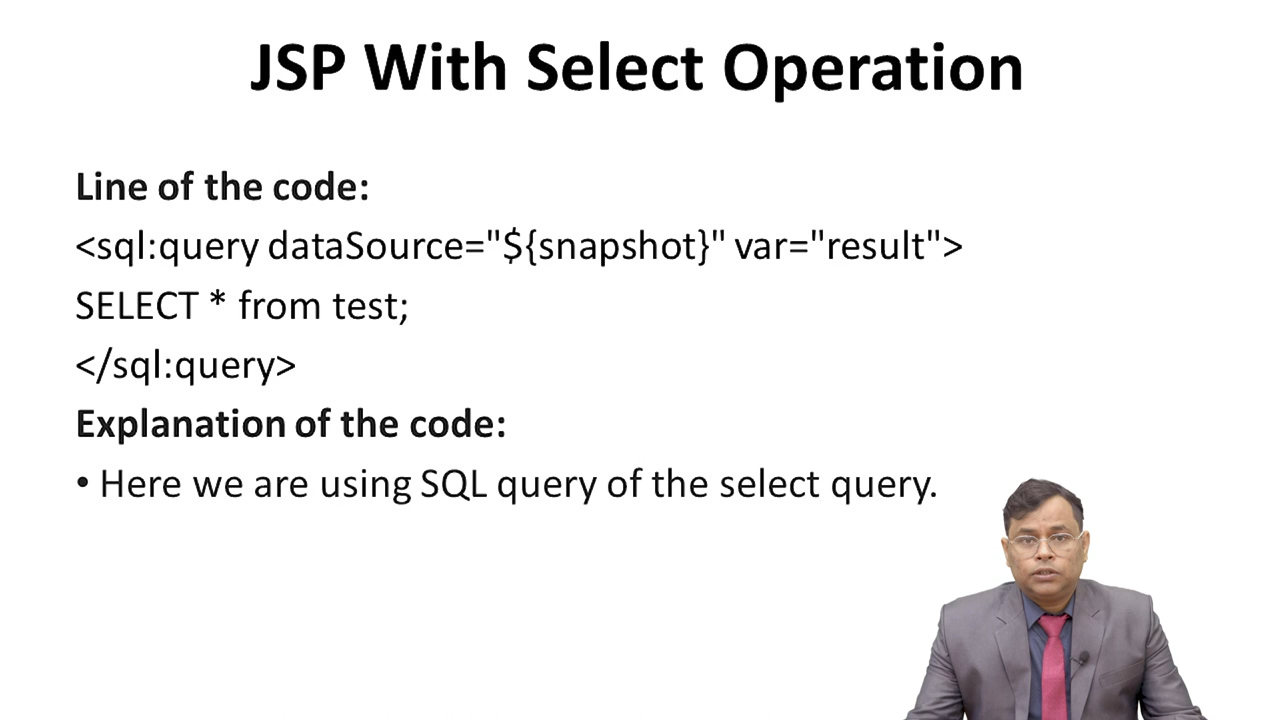 JSP With Select Operation
Line of the code:
<sql:query dataSource="${snapshot}" var="result">
SELECT * from test;
</sql:query>
Explanation of the code:
• Here we are using SQL query of the select query.